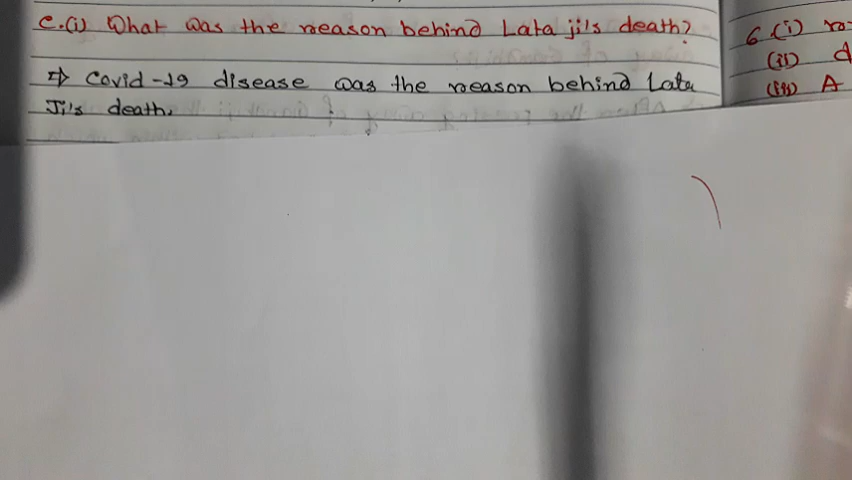 C.(i) What was the reason behind Lata ji's death?
⇒ Covid-19 disease was the reason behind Lata
Ji's death.
6.(i)
(ii) d
(iii) A